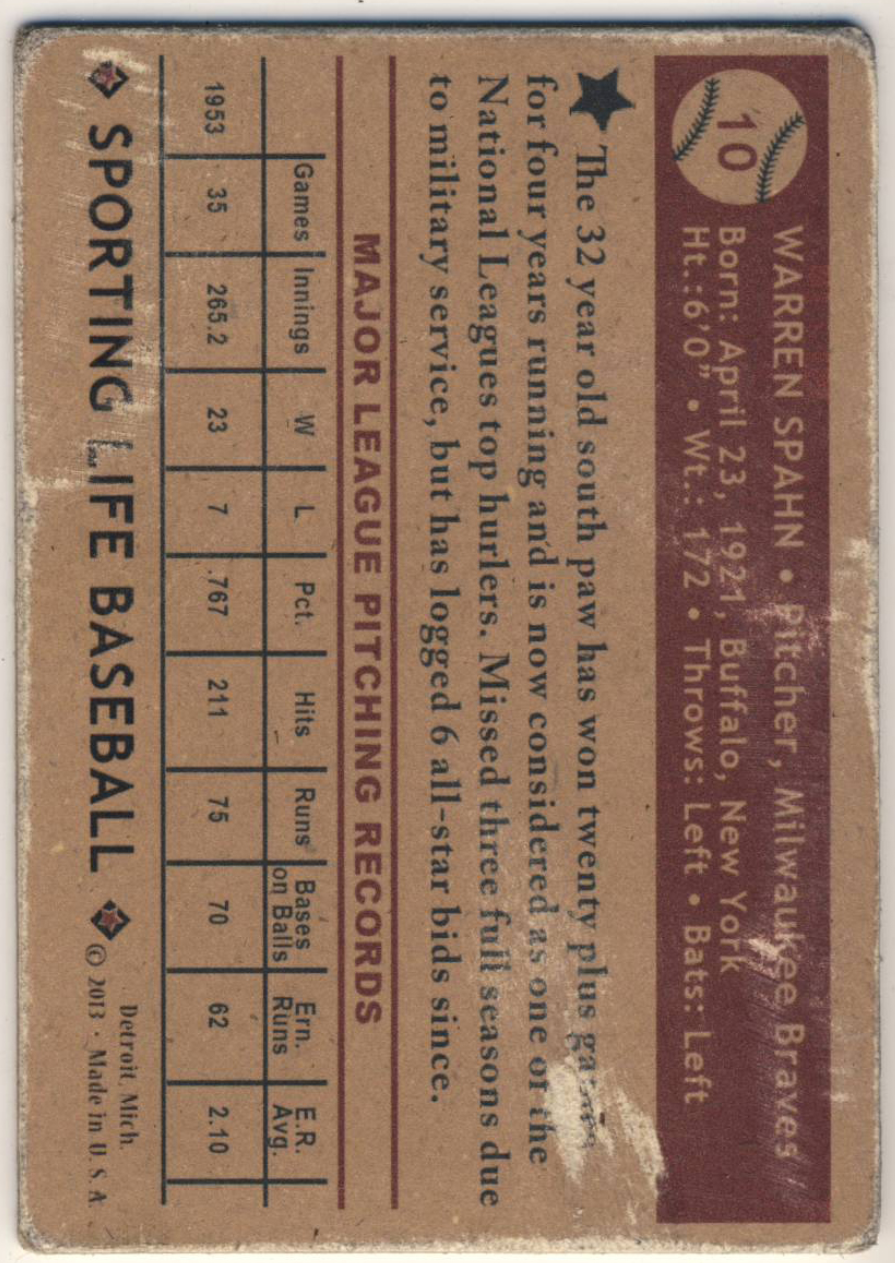 10
WARREN SPAHN • Pitcher, Milwaukee Braves
Born: April 23, 1921, Buffalo, New York
Ht.:6'0" • Wt.: 172 • Throws: Left • Bats: Left
★ The 32 year old south paw has won twenty plus games
for four years running and is now considered as one of the
National Leagues top hurlers. Missed three full seasons due
to military service, but has logged 6 all-star bids since.
MAJOR LEAGUE PITCHING RECORDS
Games Innings W L Pct. Hits Runs Bases on Balls Ern. Runs E.R. Avg.
1953 35 265.2 23 7 .767 211 75 70 62 2.10
SPORTING LIFE BASEBALL
Detroit, Mich.
© 2013 · Made in U. S. A.